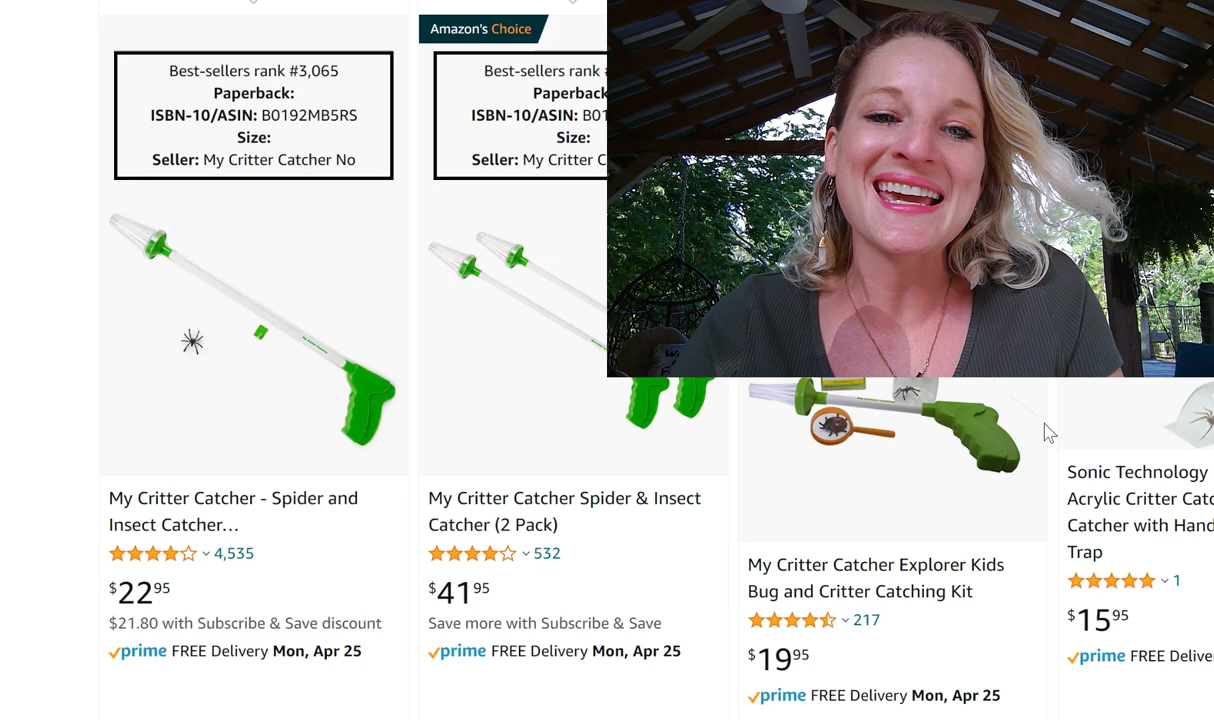 Best-sellers rank #3,065
Paperback:
ISBN-10/ASIN: B0192MB5RS
Size:
Seller: My Critter Catcher No
My Critter Catcher - Spider and
Insect Catcher…
4,535
$22 95
$21.80 with Subscribe & Save discount
prime FREE Delivery Mon, Apr 25
Amazon's Choice
Best-sellers rank
Paperback
ISBN-10/ASIN: B01
Size:
Seller: My Critter C
My Critter Catcher Spider & Insect
Catcher (2 Pack)
532
$41 95
Save more with Subscribe & Save
prime FREE Delivery Mon, Apr 25
My Critter Catcher Explorer Kids
Bug and Critter Catching Kit
217
$19 95
prime FREE Delivery Mon, Apr 25
Sonic Technology
Acrylic Critter Catc
Catcher with Hand
Trap
1
$15 95
prime FREE Delive